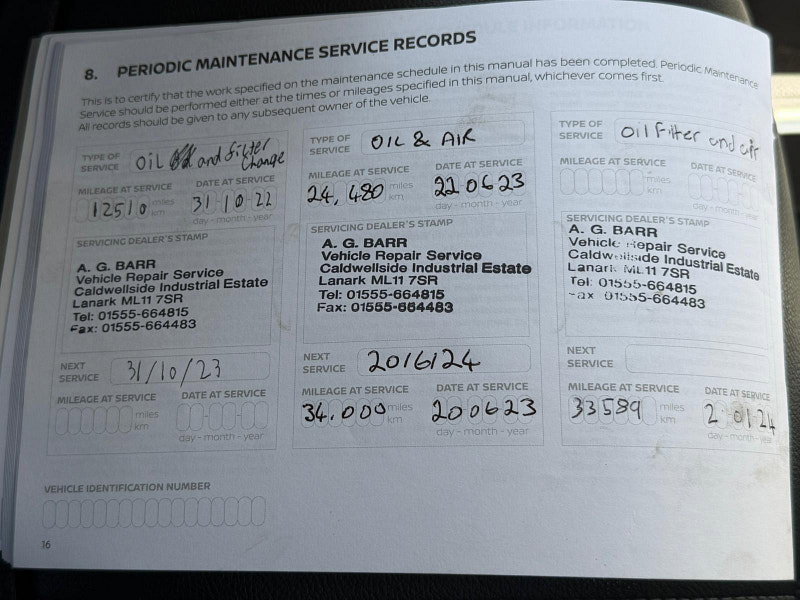 8. PERIODIC MAINTENANCE SERVICE RECORDS
This is to certify that the work specified on the maintenance schedule in this manual has been completed. Periodic Maintenance
Service should be performed either at the times or mileages specified in this manual, whichever comes first.
All records should be given to any subsequent owner of the vehicle.
TYPE OF SERVICE
oil and filter change
MILEAGE AT SERVICE
DATE AT SERVICE
12510 miles km
31 10 22
day - month - year
SERVICING DEALER'S STAMP
A. G. BARR
Vehicle Repair Service
Caldwellside Industrial Estate
Lanark ML11 7SR
Tel: 01555-664815
Fax: 01555-664483
NEXT SERVICE
31/10/23
MILEAGE AT SERVICE
DATE AT SERVICE
miles km
day - month - year
TYPE OF SERVICE
OIL & AIR
MILEAGE AT SERVICE
DATE AT SERVICE
24,480 miles km
220623
day - month - year
SERVICING DEALER'S STAMP
A. G. BARR
Vehicle Repair Service
Caldwellside Industrial Estate
Lanark ML11 7SR
Tel: 01555-664815
Fax: 01555-664483
NEXT SERVICE
20/6/24
MILEAGE AT SERVICE
DATE AT SERVICE
34.000 miles km
200623
day - month - year
TYPE OF SERVICE
oil Filter and air
MILEAGE AT SERVICE
DATE AT SERVICE
miles km
day - month - year
SERVICING DEALER'S STAMP
A. G. BARR
Vehicle Repair Service
Caldwellside Industrial Estate
Lanark ML11 7SR
Tel: 01555-664815
Fax 01555-664483
NEXT SERVICE
MILEAGE AT SERVICE
DATE AT SERVICE
33589 miles km
2 01 24
day - month - year
VEHICLE IDENTIFICATION NUMBER
16